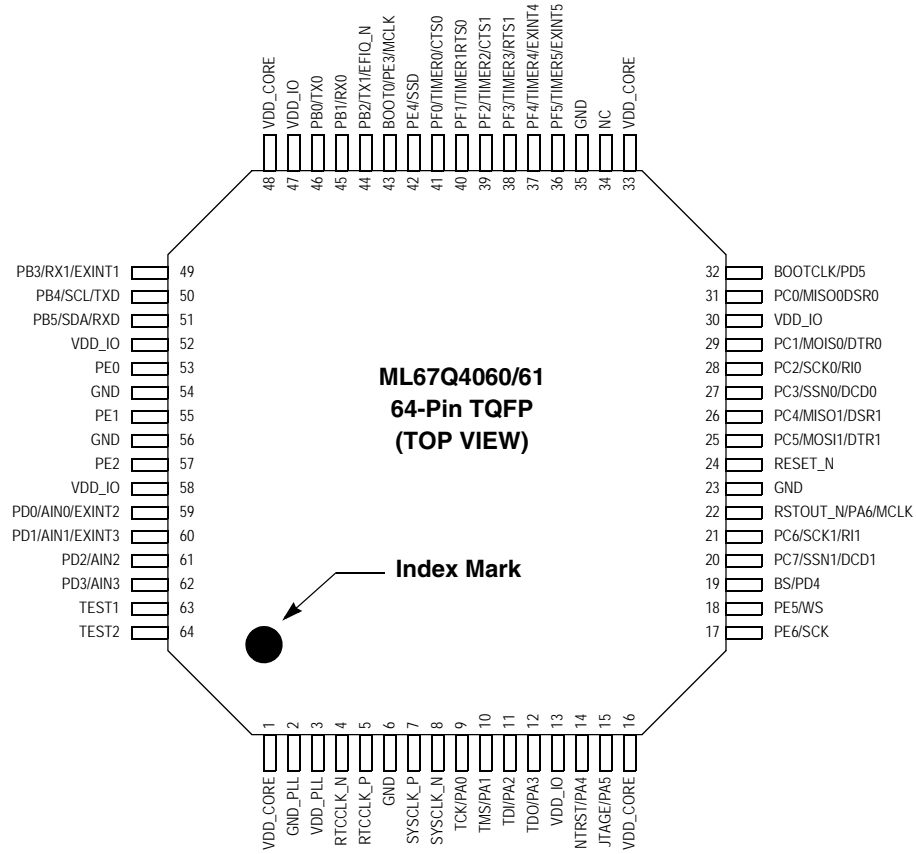 VDD_CORE
VDD_IO
PB0/TX0
PB1/RX0
PB2/TX1/EFIQ_N
BOOT0/PE3/MCLK
PE4/SSD
PF0/TIMER0/CTS0
PF1/TIMER1RTS0
PF2/TIMER2/CTS1
PF3/TIMER3/RTS1
PF4/TIMER4/EXINT4
PF5/TIMER5/EXINT5
GND
NC
VDD_CORE
48 47 46 45 44 43 42 41 40 39 38 37 36 35 34 33
PB3/RX1/EXINT1 49
PB4/SCL/TXD 50
PB5/SDA/RXD 51
VDD_IO 52
PE0 53
GND 54
PE1 55
GND 56
PE2 57
VDD_IO 58
PD0/AIN0/EXINT2 59
PD1/AIN1/EXINT3 60
PD2/AIN2 61
PD3/AIN3 62
TEST1 63
TEST2 64
ML67Q4060/61
64-Pin TQFP
(TOP VIEW)
Index Mark
32 BOOTCLK/PD5
31 PC0/MISO0DSR0
30 VDD_IO
29 PC1/MOIS0/DTR0
28 PC2/SCK0/RI0
27 PC3/SSN0/DCD0
26 PC4/MISO1/DSR1
25 PC5/MOSI1/DTR1
24 RESET_N
23 GND
22 RSTOUT_N/PA6/MCLK
21 PC6/SCK1/RI1
20 PC7/SSN1/DCD1
19 BS/PD4
18 PE5/WS
17 PE6/SCK
1 2 3 4 5 6 7 8 9 10 11 12 13 14 15 16
VDD_CORE
GND_PLL
VDD_PLL
RTCCLK_N
RTCCLK_P
GND
SYSCLK_P
SYSCLK_N
TCK/PA0
TMS/PA1
TDI/PA2
TDO/PA3
VDD_IO
NTRST/PA4
JTAGE/PA5
VDD_CORE